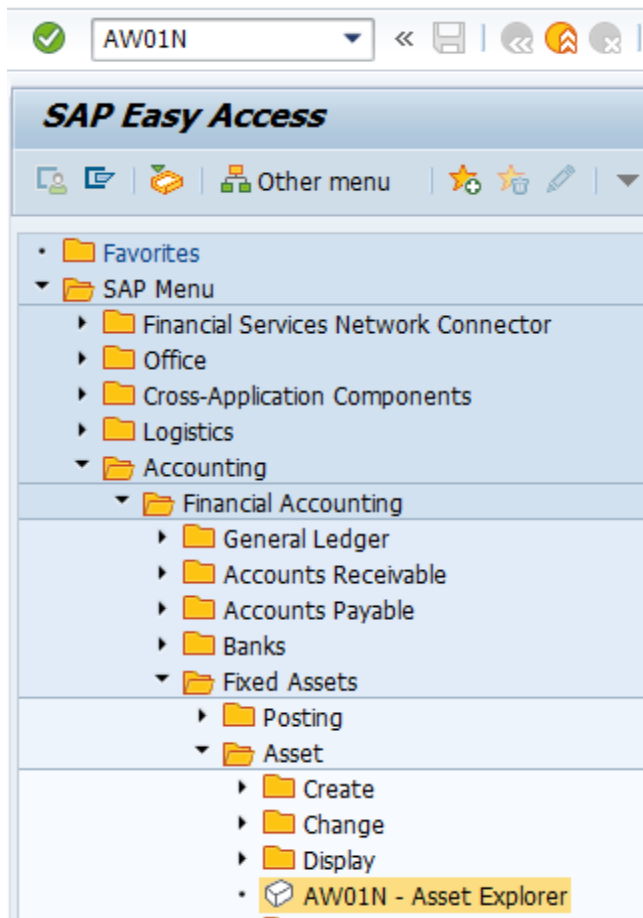 AW01N
SAP Easy Access
Other menu
Favorites
SAP Menu
Financial Services Network Connector
Office
Cross-Application Components
Logistics
Accounting
Financial Accounting
General Ledger
Accounts Receivable
Accounts Payable
Banks
Fixed Assets
Posting
Asset
Create
Change
Display
AW01N - Asset Explorer